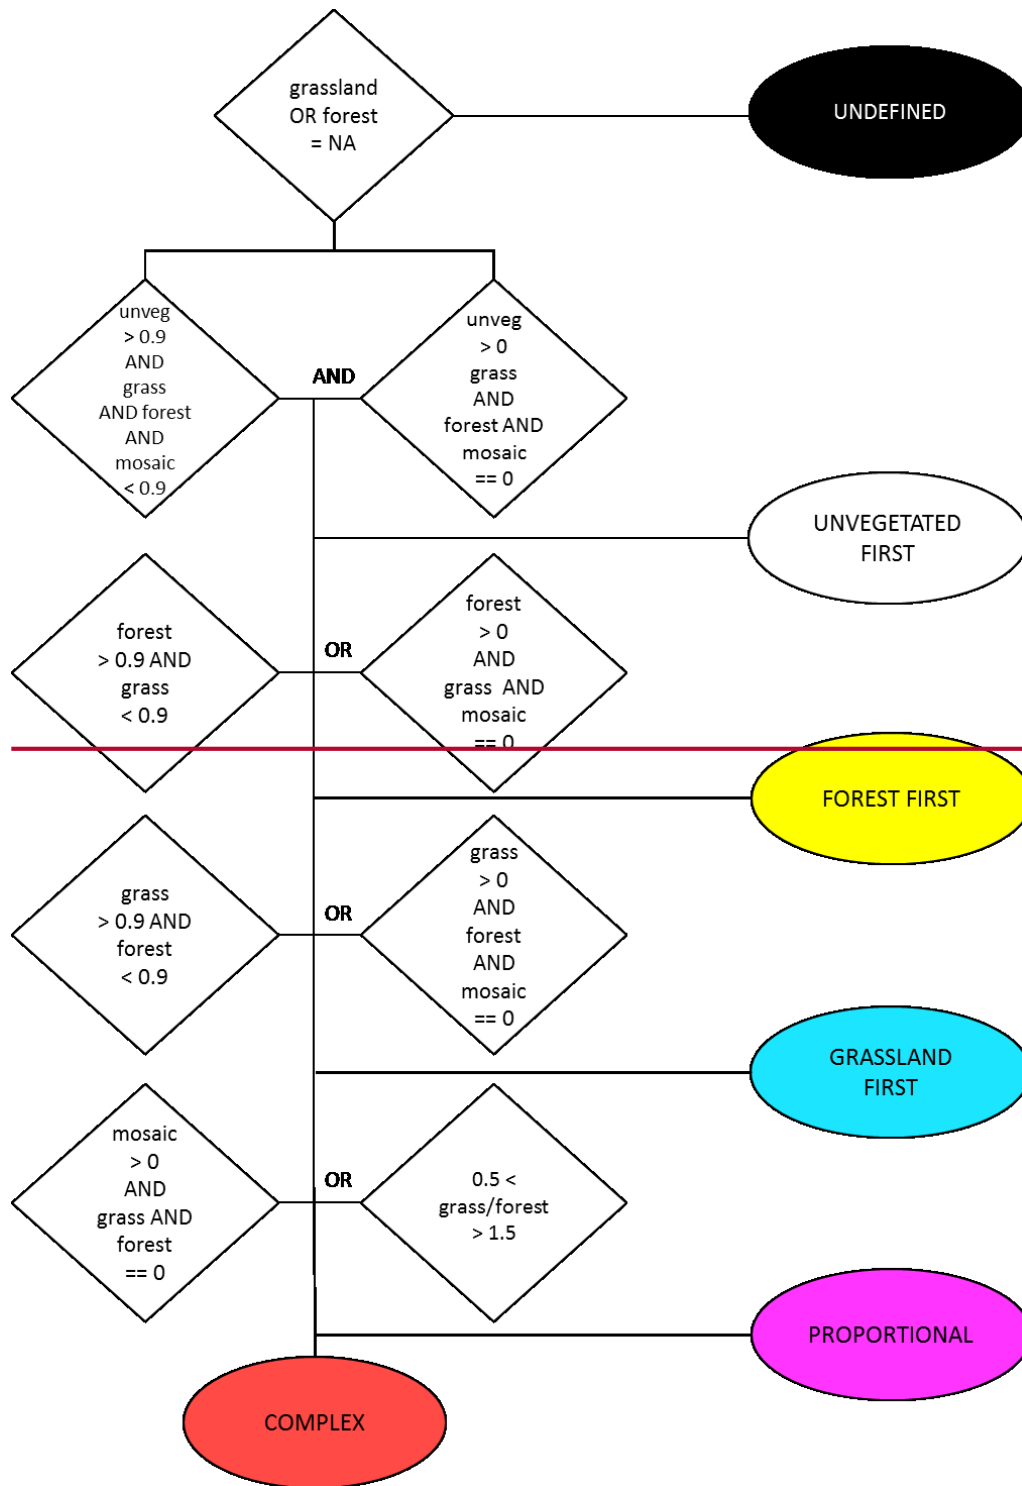 grassland
OR forest
= NA
UNDEFINED
unveg
> 0.9
AND
grass
AND forest
AND
mosaic
< 0.9
AND
unveg
> 0
grass
AND
forest AND
mosaic
== 0
UNVEGETATED
FIRST
forest
> 0.9 AND
grass
< 0.9
OR
forest
> 0
AND
grass AND
mosaic
== 0
FOREST FIRST
grass
> 0.9 AND
forest
< 0.9
OR
grass
> 0
AND
forest
AND
mosaic
== 0
GRASSLAND
FIRST
mosaic
> 0
AND
grass AND
forest
== 0
OR
0.5 <
grass/forest
> 1.5
PROPORTIONAL
COMPLEX